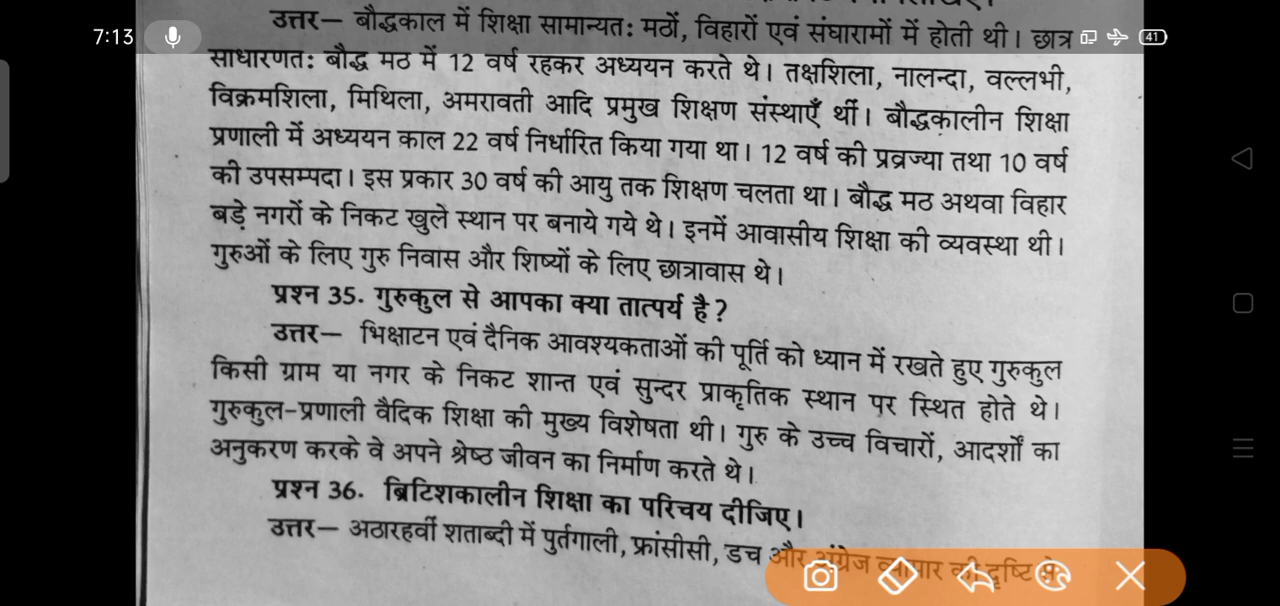 उत्तर— बौद्धकाल में शिक्षा सामान्यत: मठों, विहारों एवं संघारामों में होती थी। छात्र
7:13
41
साधारणत: बौद्ध मठ में 12 वर्ष रहकर अध्ययन करते थे। तक्षशिला, नालन्दा, वल्लभी,
विक्रमशिला, मिथिला, अमरावती आदि प्रमुख शिक्षण संस्थाएँ थीं। बौद्धकालीन शिक्षा
प्रणाली में अध्ययन काल 22 वर्ष निर्धारित किया गया था। 12 वर्ष की प्रव्रज्या तथा 10 वर्ष
की उपसम्पदा। इस प्रकार 30 वर्ष की आयु तक शिक्षण चलता था। बौद्ध मठ अथवा विहार
बड़े नगरों के निकट खुले स्थान पर बनाये गये थे। इनमें आवासीय शिक्षा की व्यवस्था थी।
गुरुओं के लिए गुरु निवास और शिष्यों के लिए छात्रावास थे।
प्रश्न 35. गुरुकुल से आपका क्या तात्पर्य है?
उत्तर— भिक्षाटन एवं दैनिक आवश्यकताओं की पूर्ति को ध्यान में रखते हुए गुरुकुल
किसी ग्राम या नगर के निकट शान्त एवं सुन्दर प्राकृतिक स्थान पर स्थित होते थे।
गुरुकुल-प्रणाली वैदिक शिक्षा की मुख्य विशेषता थी। गुरु के उच्च विचारों, आदर्शों का
अनुकरण करके वे अपने श्रेष्ठ जीवन का निर्माण करते थे।
प्रश्न 36. ब्रिटिशकालीन शिक्षा का परिचय दीजिए।
उत्तर— अठारहवीं शताब्दी में पुर्तगाली, फ्रांसीसी, डच और अंग्रेज व्यापार की दृष्टि से